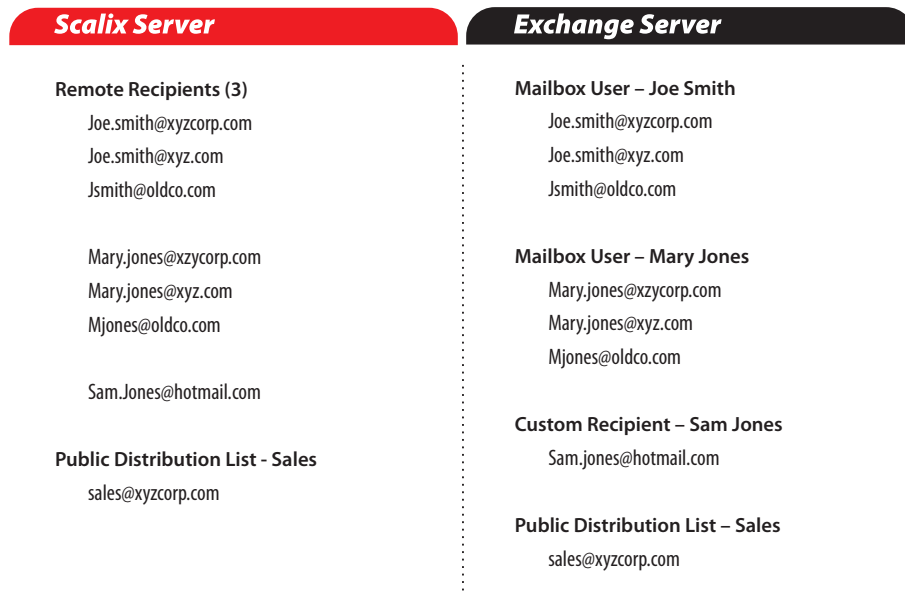 Scalix Server
Remote Recipients (3)
Joe.smith@xyzcorp.com
Joe.smith@xyz.com
Jsmith@oldco.com
Mary.jones@xzycorp.com
Mary.jones@xyz.com
Mjones@oldco.com
Sam.Jones@hotmail.com
Public Distribution List - Sales
sales@xyzcorp.com
Exchange Server
Mailbox User – Joe Smith
Joe.smith@xyzcorp.com
Joe.smith@xyz.com
Jsmith@oldco.com
Mailbox User – Mary Jones
Mary.jones@xzycorp.com
Mary.jones@xyz.com
Mjones@oldco.com
Custom Recipient – Sam Jones
Sam.jones@hotmail.com
Public Distribution List – Sales
sales@xyzcorp.com